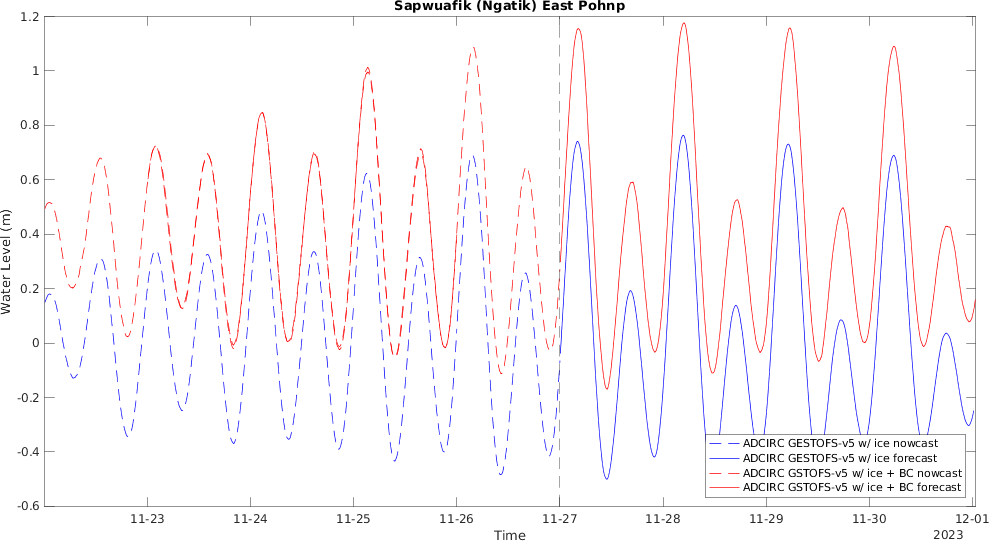 Sapwuafik (Ngatik) East Pohnp
1.2
1
0.8
0.6
0.4
0.2
0
-0.2
-0.4
-0.6
Water Level (m)
ADCIRC GESTOFS-v5 w/ ice nowcast
ADCIRC GESTOFS-v5 w/ ice forecast
ADCIRC GSTOFS-v5 w/ ice + BC nowcast
ADCIRC GSTOFS-v5 w/ ice + BC forecast
11-23 11-24 11-25 11-26 11-27 11-28 11-29 11-30 12-01
Time
2023